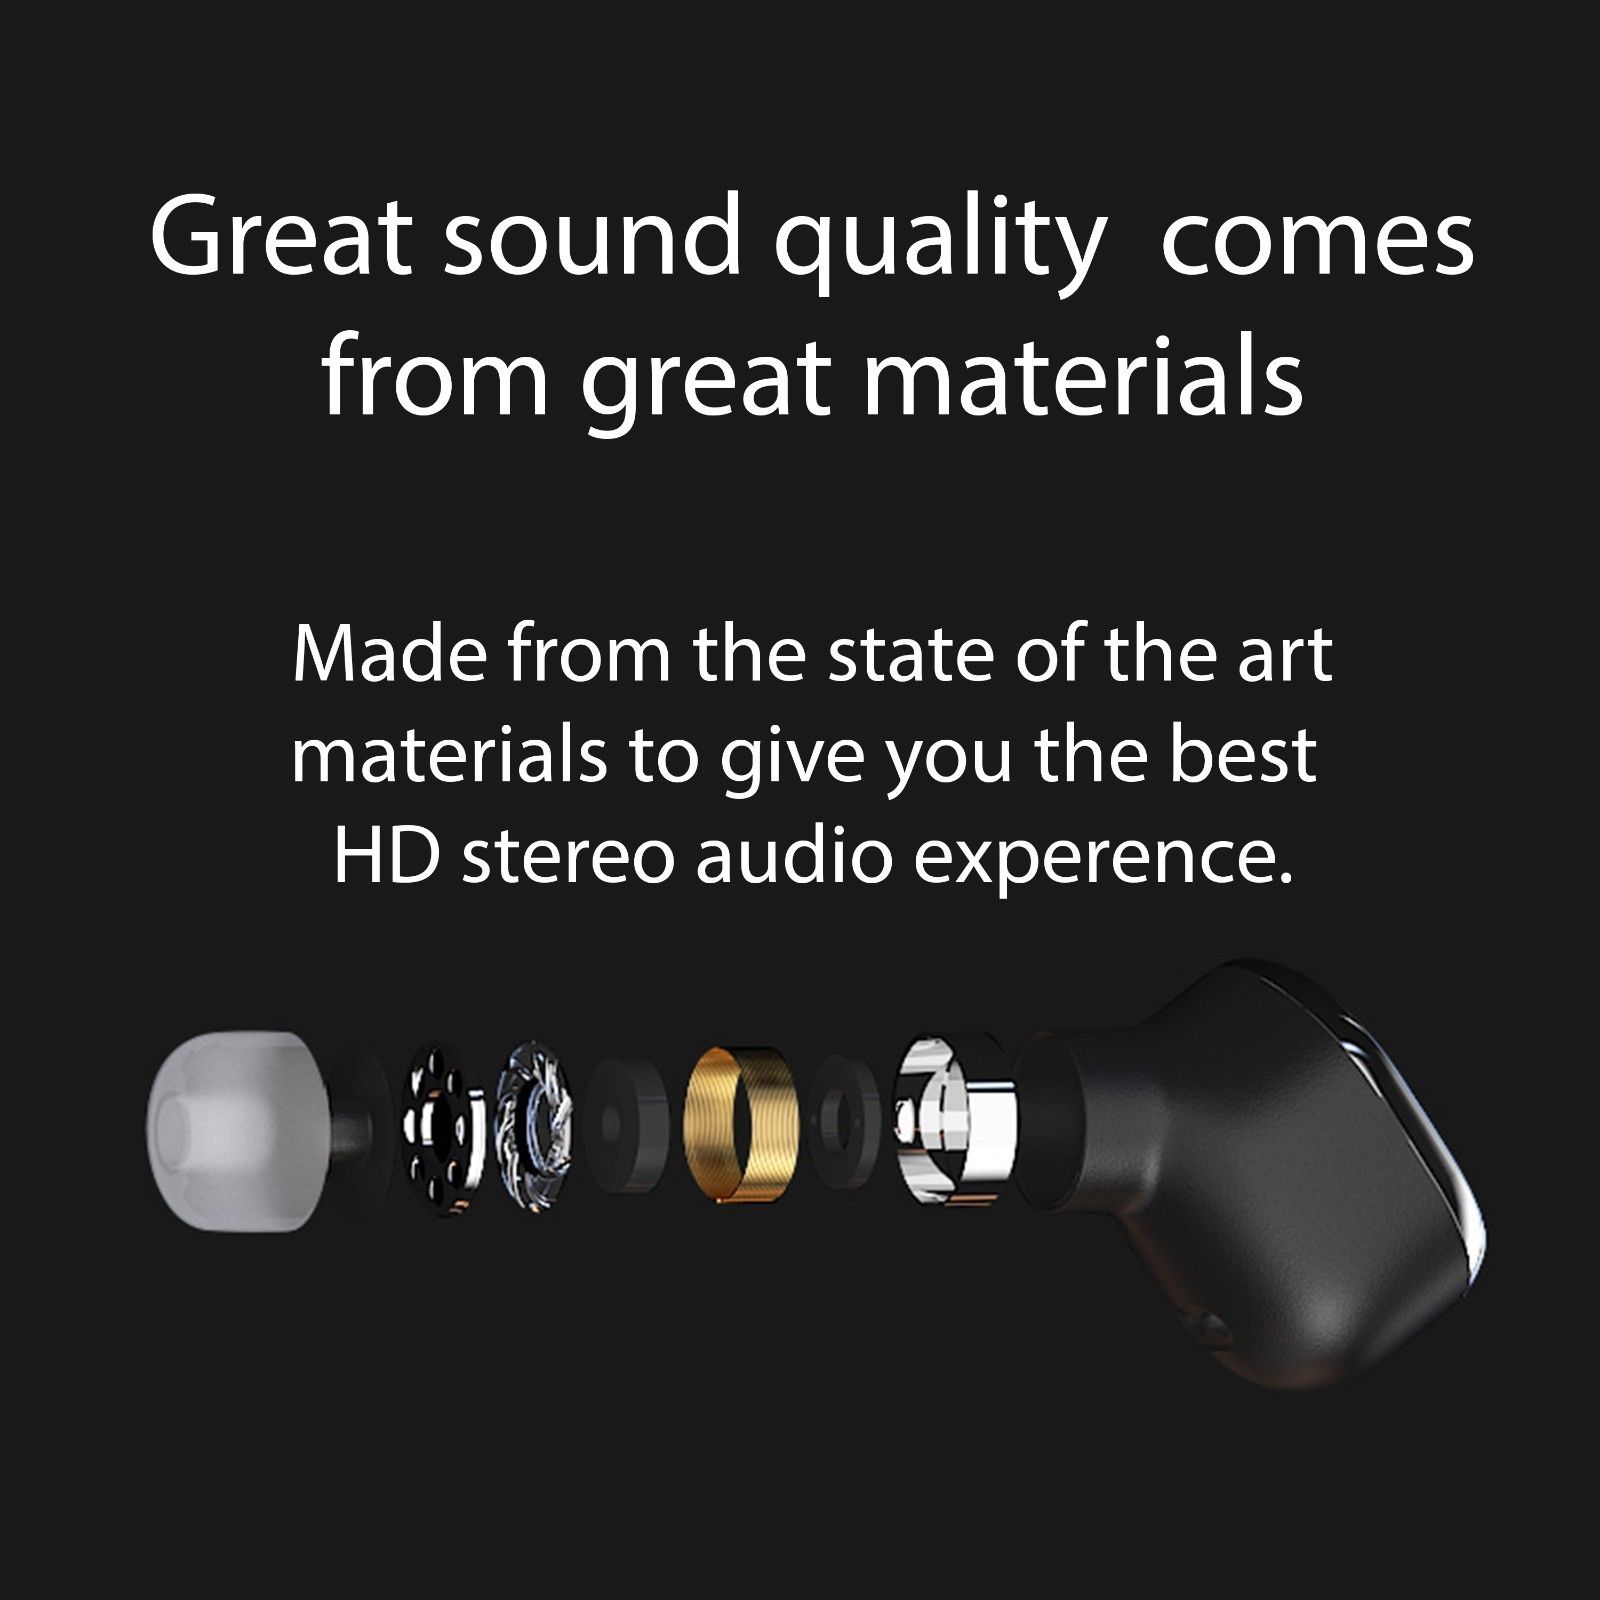 Great sound quality  comes
from great materials
Made from the state of the art
materials to give you the best
HD stereo audio experence.